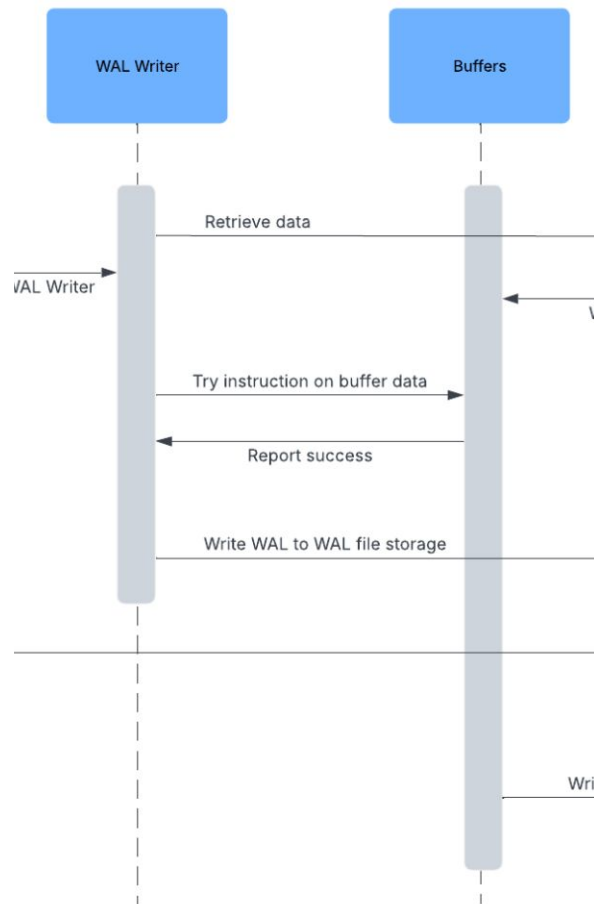 WAL Writer
Buffers
Retrieve data
WAL Writer
Try instruction on buffer data
Report success
Write WAL to WAL file storage